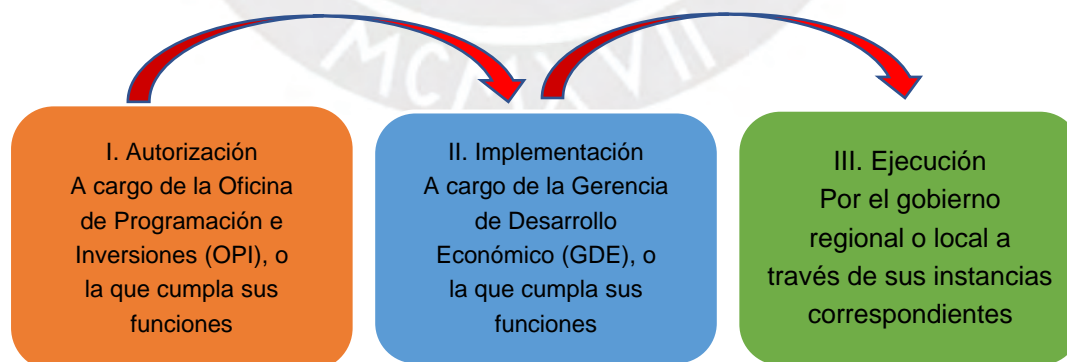 MCMXVII
I. Autorización
A cargo de la Oficina
de Programación e
Inversiones (OPI), o
la que cumpla sus
funciones
II. Implementación
A cargo de la Gerencia
de Desarrollo
Económico (GDE), o
la que cumpla sus
funciones
III. Ejecución
Por el gobierno
regional o local a
través de sus instancias
correspondientes